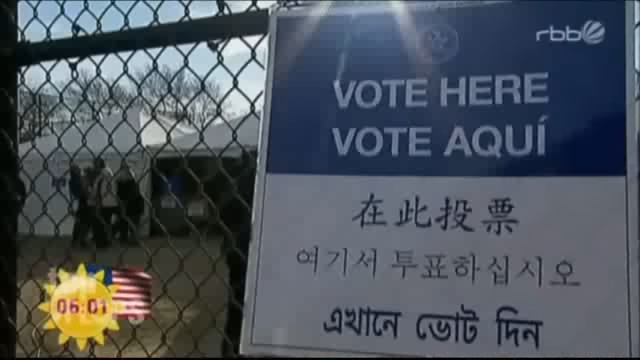 rbb
VOTE HERE
VOTE AQUÍ
在此投票
여기서 투표하십시오
এখানে ভোট দিন
06:01